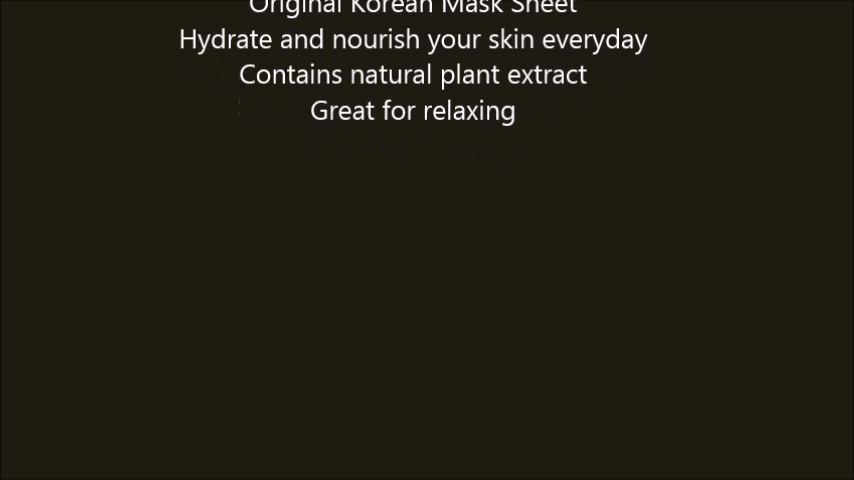 Original Korean Mask Sheet
Hydrate and nourish your skin everyday
Contains natural plant extract
Great for relaxing